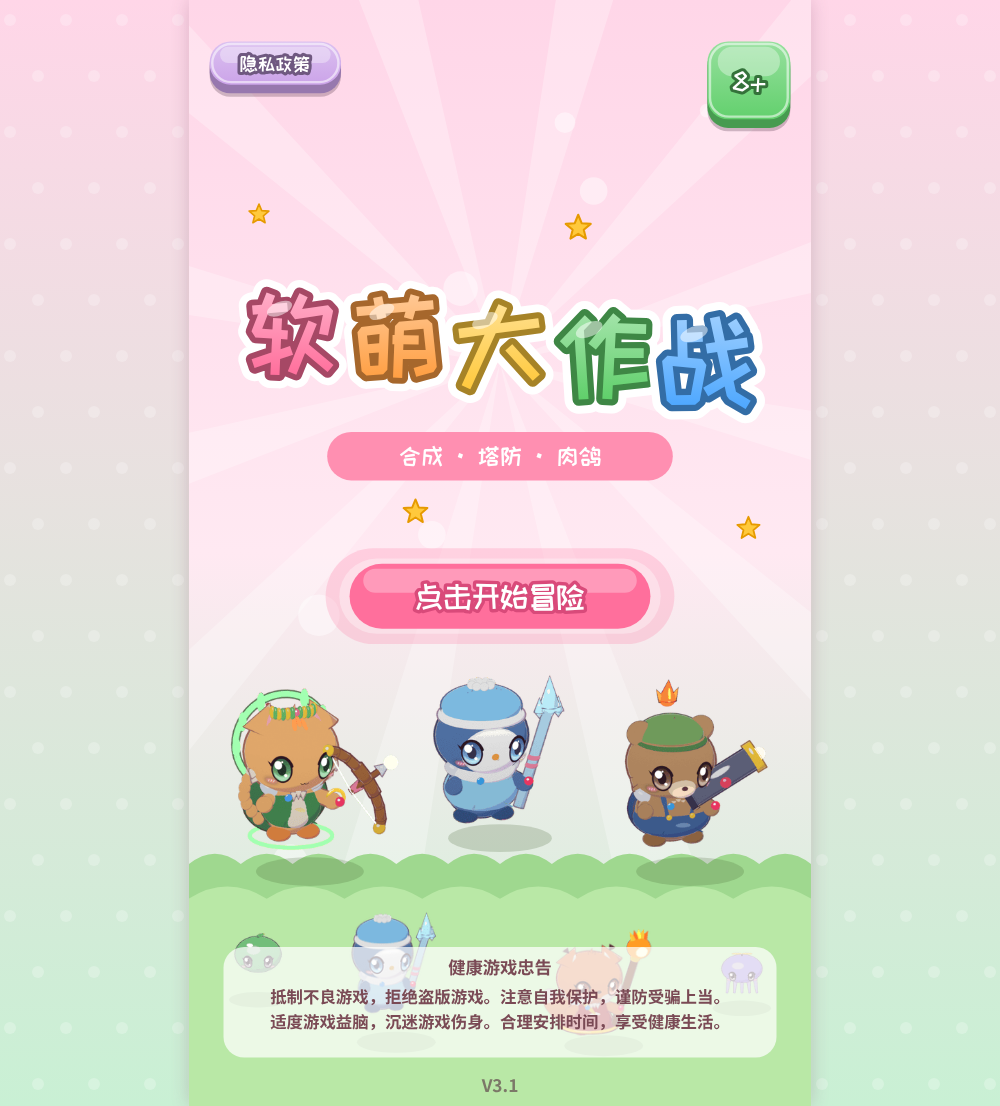 隐私政策
8+
软萌大作战
合成 · 塔防 · 肉鸽
点击开始冒险
健康游戏忠告
抵制不良游戏，拒绝盗版游戏。注意自我保护，谨防受骗上当。
适度游戏益脑，沉迷游戏伤身。合理安排时间，享受健康生活。
V3.1